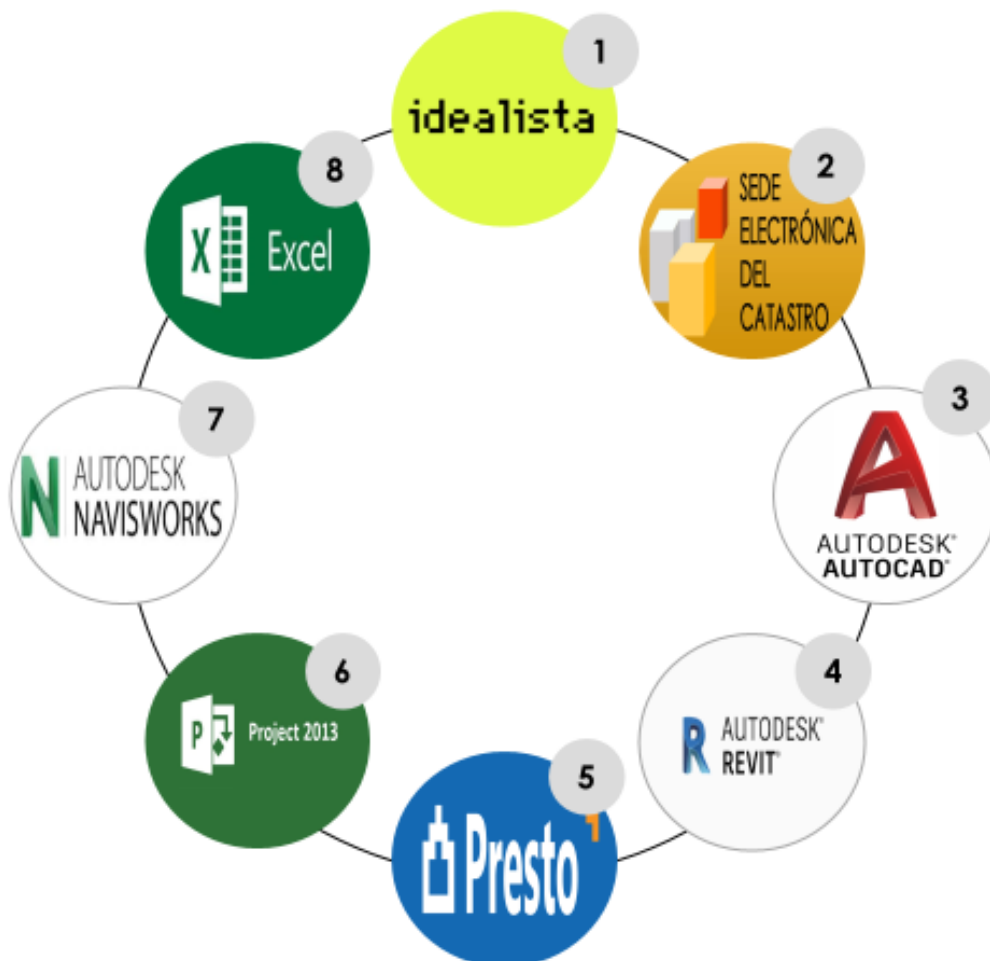 1
idealista
2
SEDE
ELECTRÓNICA
DEL
CATASTRO
3
AUTODESK®
AUTOCAD®
4
AUTODESK®
REVIT®
5
Presto
6
P
Project 2013
7
N
AUTODESK
NAVISWORKS
8
X
Excel